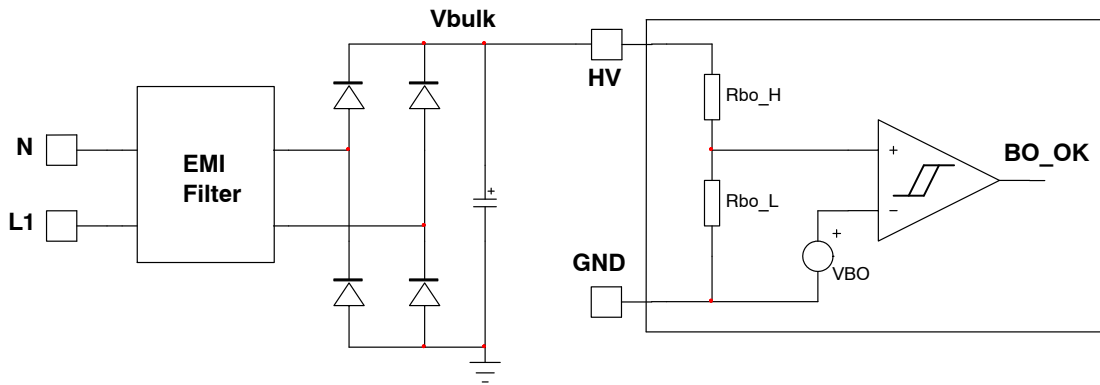 Vbulk
HV
Rbo_H
N
EMI
Filter
+
BO_OK
L1
+
Rbo_L
−
+
GND
VBO